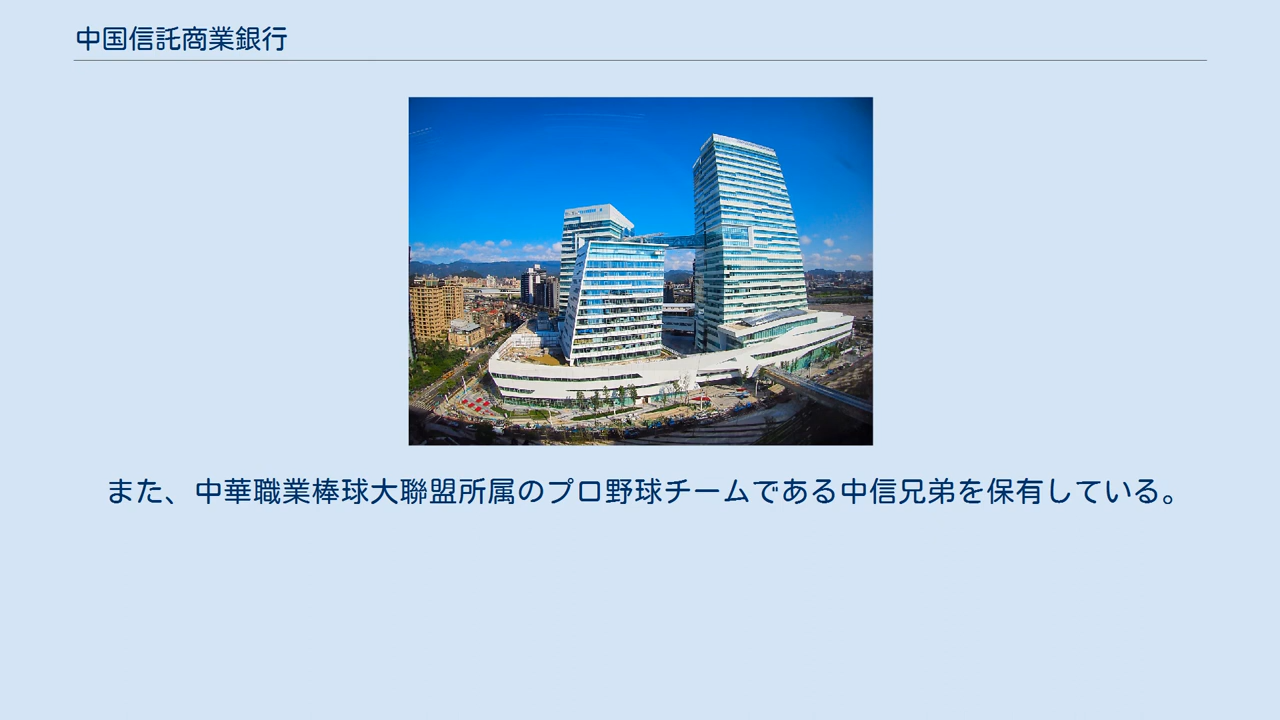 中国信託商業銀行
また、中華職業棒球大聯盟所属のプロ野球チームである中信兄弟を保有している。